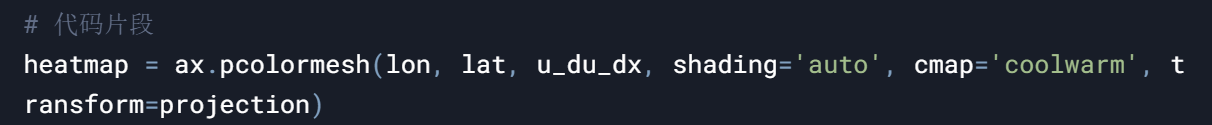 # 代码片段
heatmap = ax.pcolormesh(lon, lat, u_du_dx, shading='auto', cmap='coolwarm', t
ransform=projection)